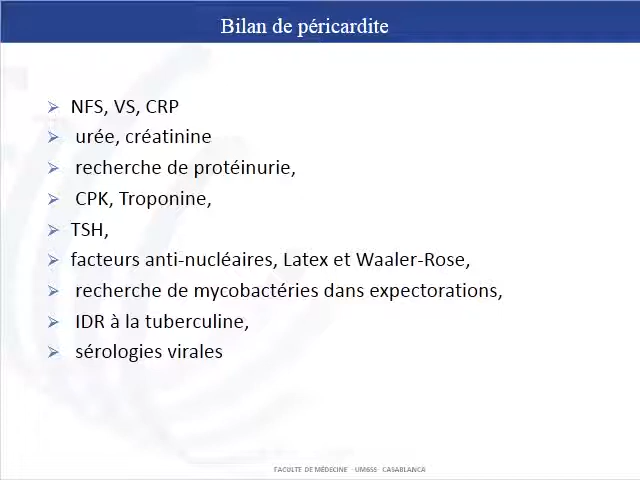 Bilan de péricardite
NFS, VS, CRP
urée, créatinine
recherche de protéinurie,
CPK, Troponine,
TSH,
facteurs anti-nucléaires, Latex et Waaler-Rose,
recherche de mycobactéries dans expectorations,
IDR à la tuberculine,
sérologies virales
FACULTE DE MÉDECINE - UM6SS- CASABLANCA